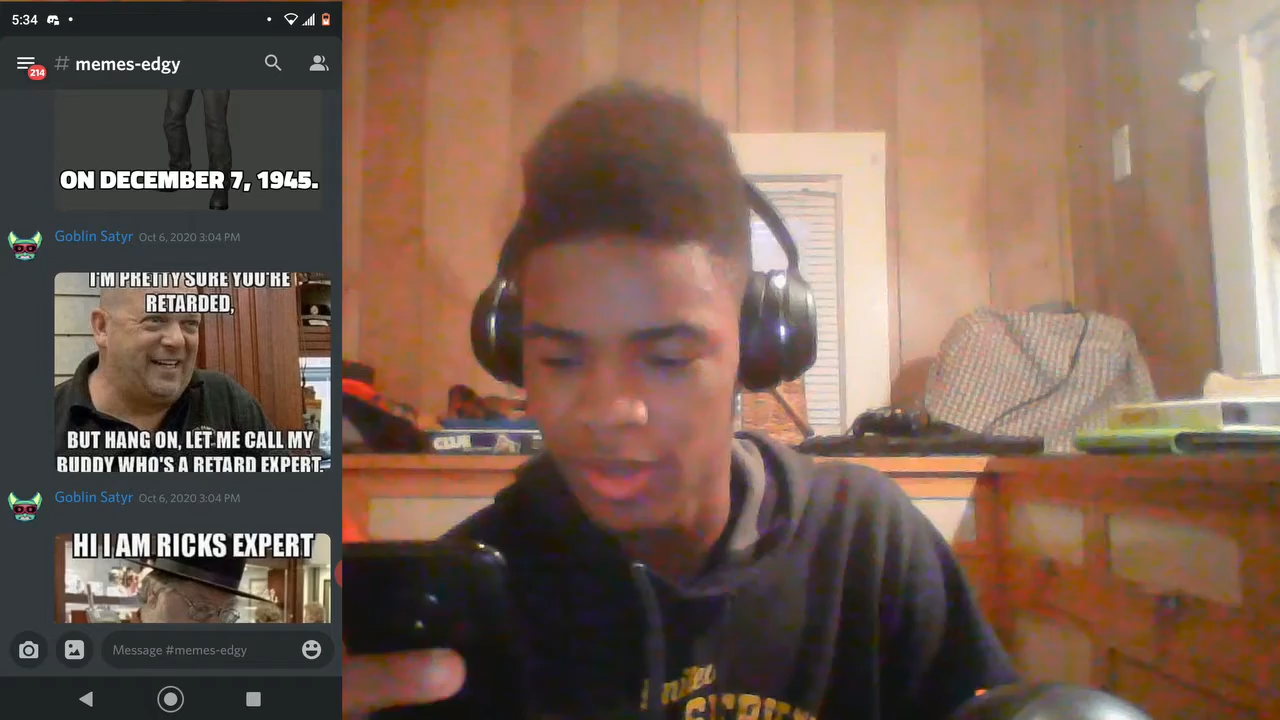 5:34
# memes-edgy
214
ON DECEMBER 7, 1945.
Goblin Satyr Oct 6, 2020 3:04 PM
I'M PRETTY SURE YOU'RE
RETARDED,
BUT HANG ON, LET ME CALL MY
BUDDY WHO'S A RETARD EXPERT.
Goblin Satyr Oct 6, 2020 3:04 PM
HI I AM RICKS EXPERT
Message #memes-edgy
CLUE